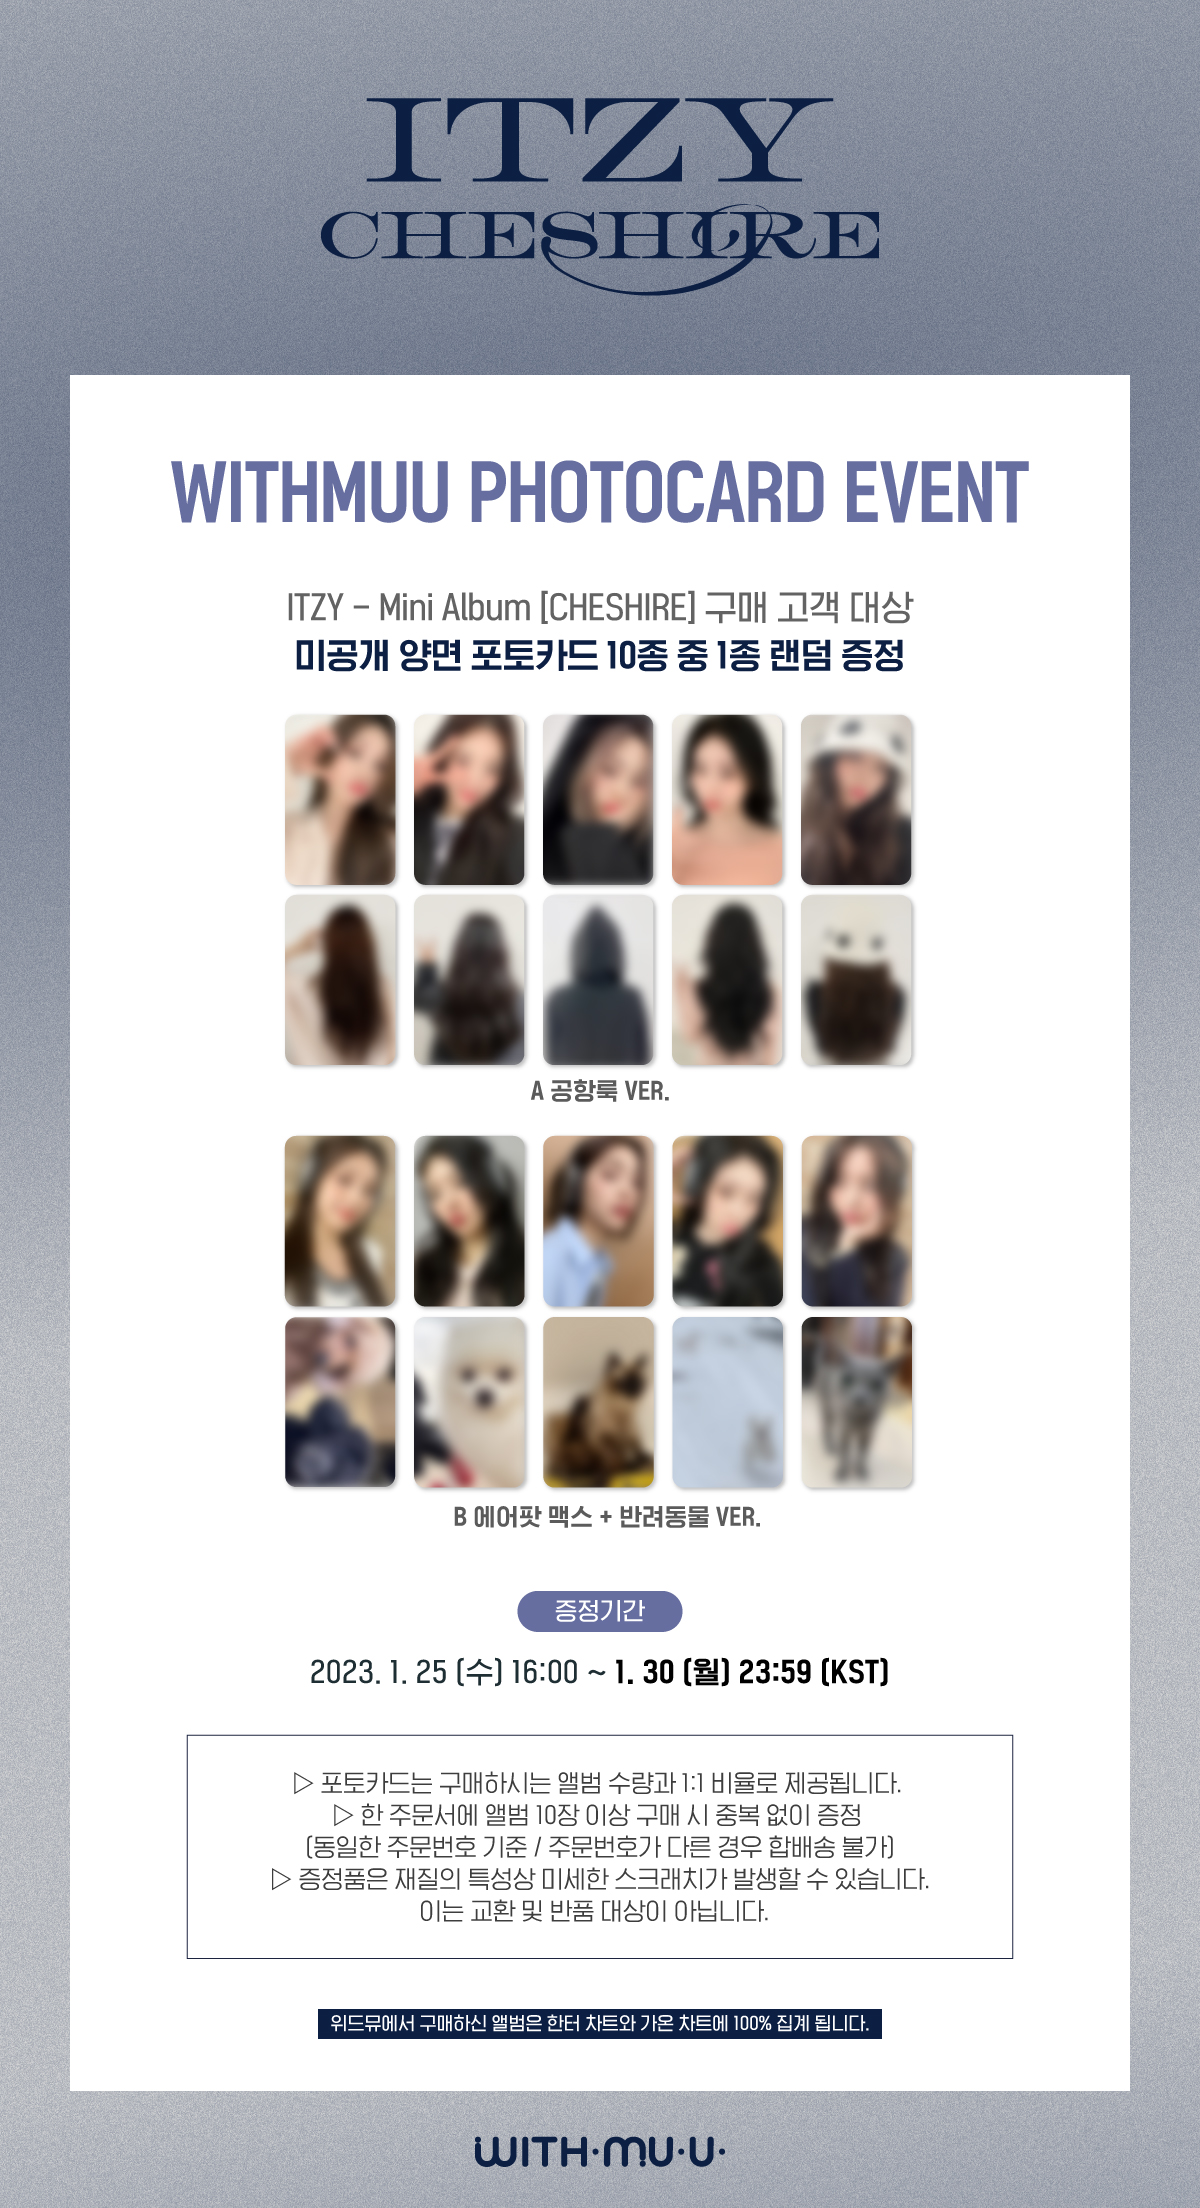 ITZY
CHESHIRE
WITHMUU PHOTOCARD EVENT
ITZY - Mini Album [CHESHIRE] 구매 고객 대상
미공개 양면 포토카드 10종 중 1종 랜덤 증정
A 공항룩 VER.
B 에어팟 맥스 + 반려동물 VER.
증정기간
2023. 1. 25 (수) 16:00 ~ 1. 30 (월) 23:59 (KST)
▷ 포토카드는 구매하시는 앨범 수량과 1:1 비율로 제공됩니다.
▷ 한 주문서에 앨범 10장 이상 구매 시 중복 없이 증정
(동일한 주문번호 기준 / 주문번호가 다른 경우 합배송 불가)
▷ 증정품은 재질의 특성상 미세한 스크래치가 발생할 수 있습니다.
이는 교환 및 반품 대상이 아닙니다.
위드뮤에서 구매하신 앨범은 한터 차트와 가온 차트에 100% 집계 됩니다.
WITH·MU·U·